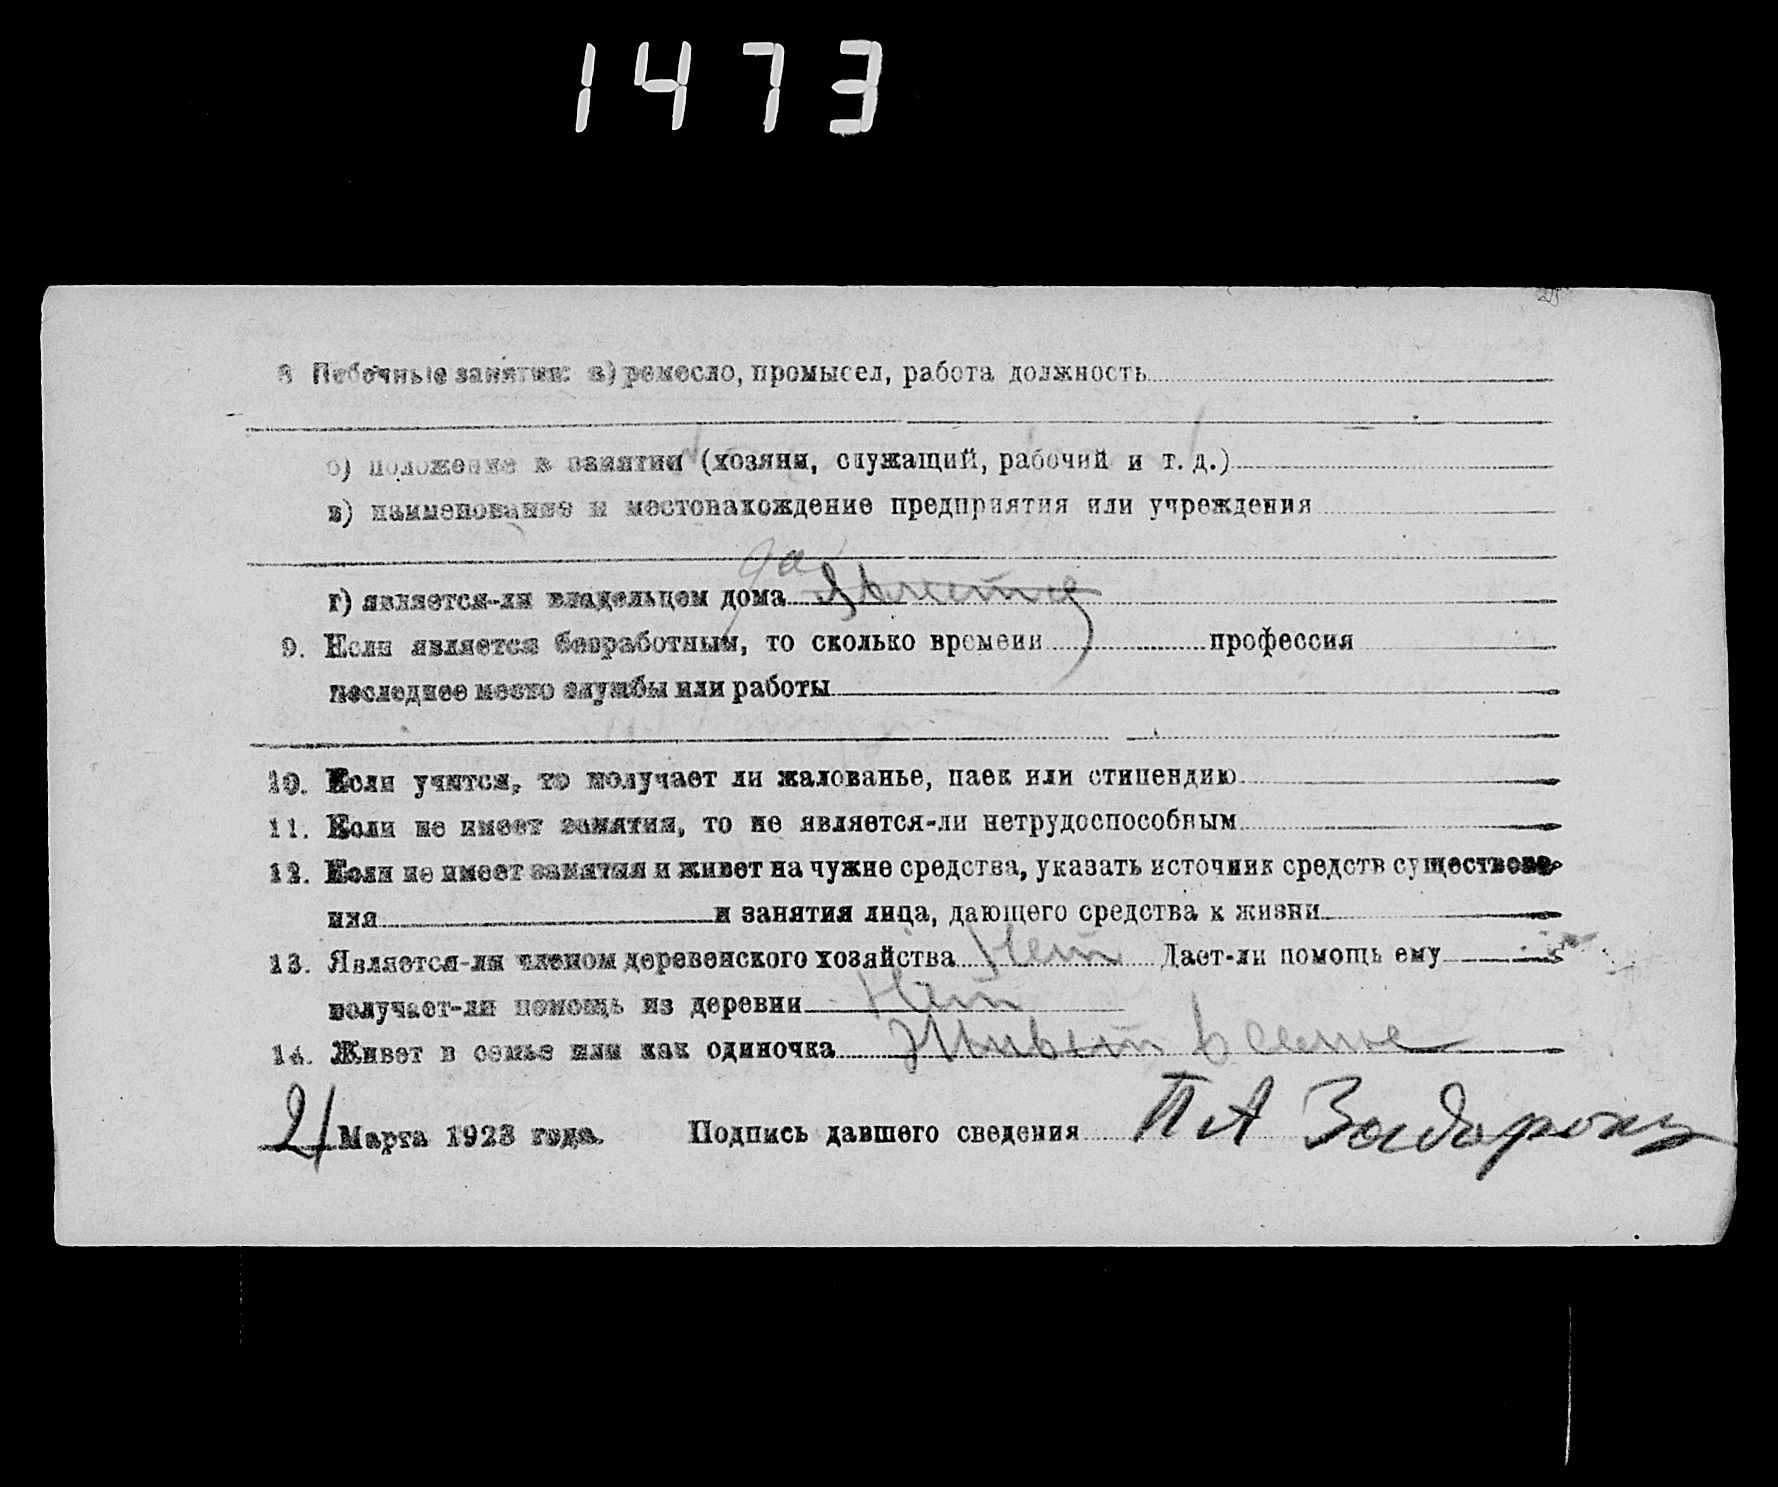 1473
8 Побочные занятия: а) ремесло, промысел, работа должность
б) положение в занятии (хозяин, служащий, рабочий и т. д.)
в) наименование и местонахождение предприятия или учреждения
да
г) является-ли владельцем дома Явлается
9. Если является безработным, то сколько времени профессия
последнее место службы или работы
10. Если учится, то получает ли жалованье, паек или стипендию
11. Если не имеет занятия, то не является-ли нетрудоспособным
12. Если не имеет занятия и живет на чужие средства, указать источник средств существова-
ния и занятия лица, дающего средства к жизни
13. Является-ли членом деревенского хозяйства Нет Дает-ли помощь ему
получает-ли помощь из деревни Нет
14. Живет в семье или как одиночка Живет в семье
21 Марта 1923 года. Подпись давшего сведения П А